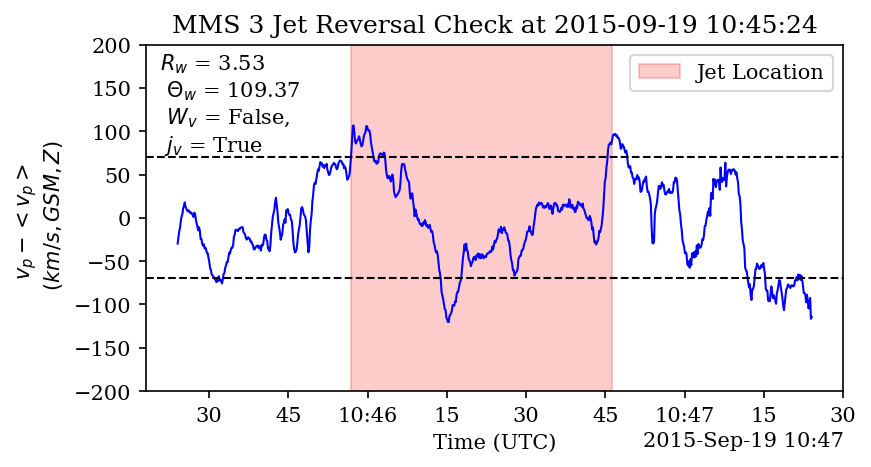 MMS 3 Jet Reversal Check at 2015-09-19 10:45:24
200
150
100
50
0
−50
−100
−150
−200
v_p − <v_p>
(km/s, GSM, Z)
R_w = 3.53
Θ_w = 109.37
W_v = False,
j_v = True
Jet Location
30 45 10:46 15 30 45 10:47 15 30
Time (UTC)
2015-Sep-19 10:47